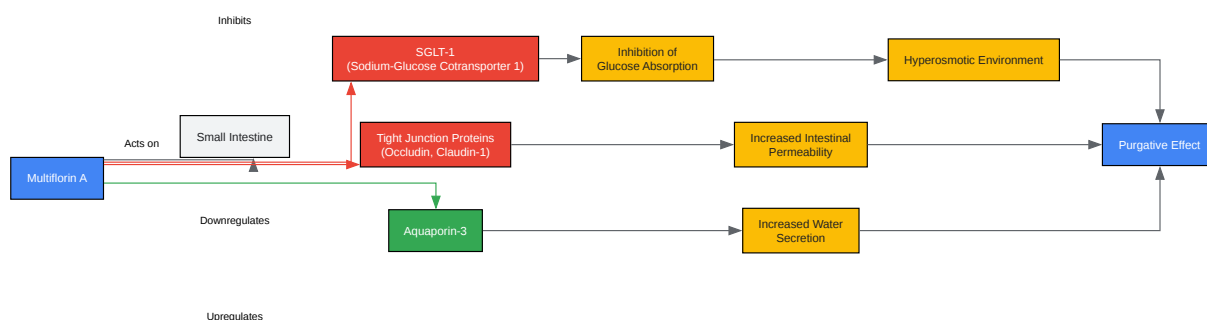 Inhibits
SGLT-1
(Sodium-Glucose Cotransporter 1)
Inhibition of
Glucose Absorption
Hyperosmotic Environment
Small Intestine
Acts on
Tight Junction Proteins
(Occludin, Claudin-1)
Increased Intestinal
Permeability
Purgative Effect
Multiflorin A
Downregulates
Aquaporin-3
Increased Water
Secretion
Upregulates